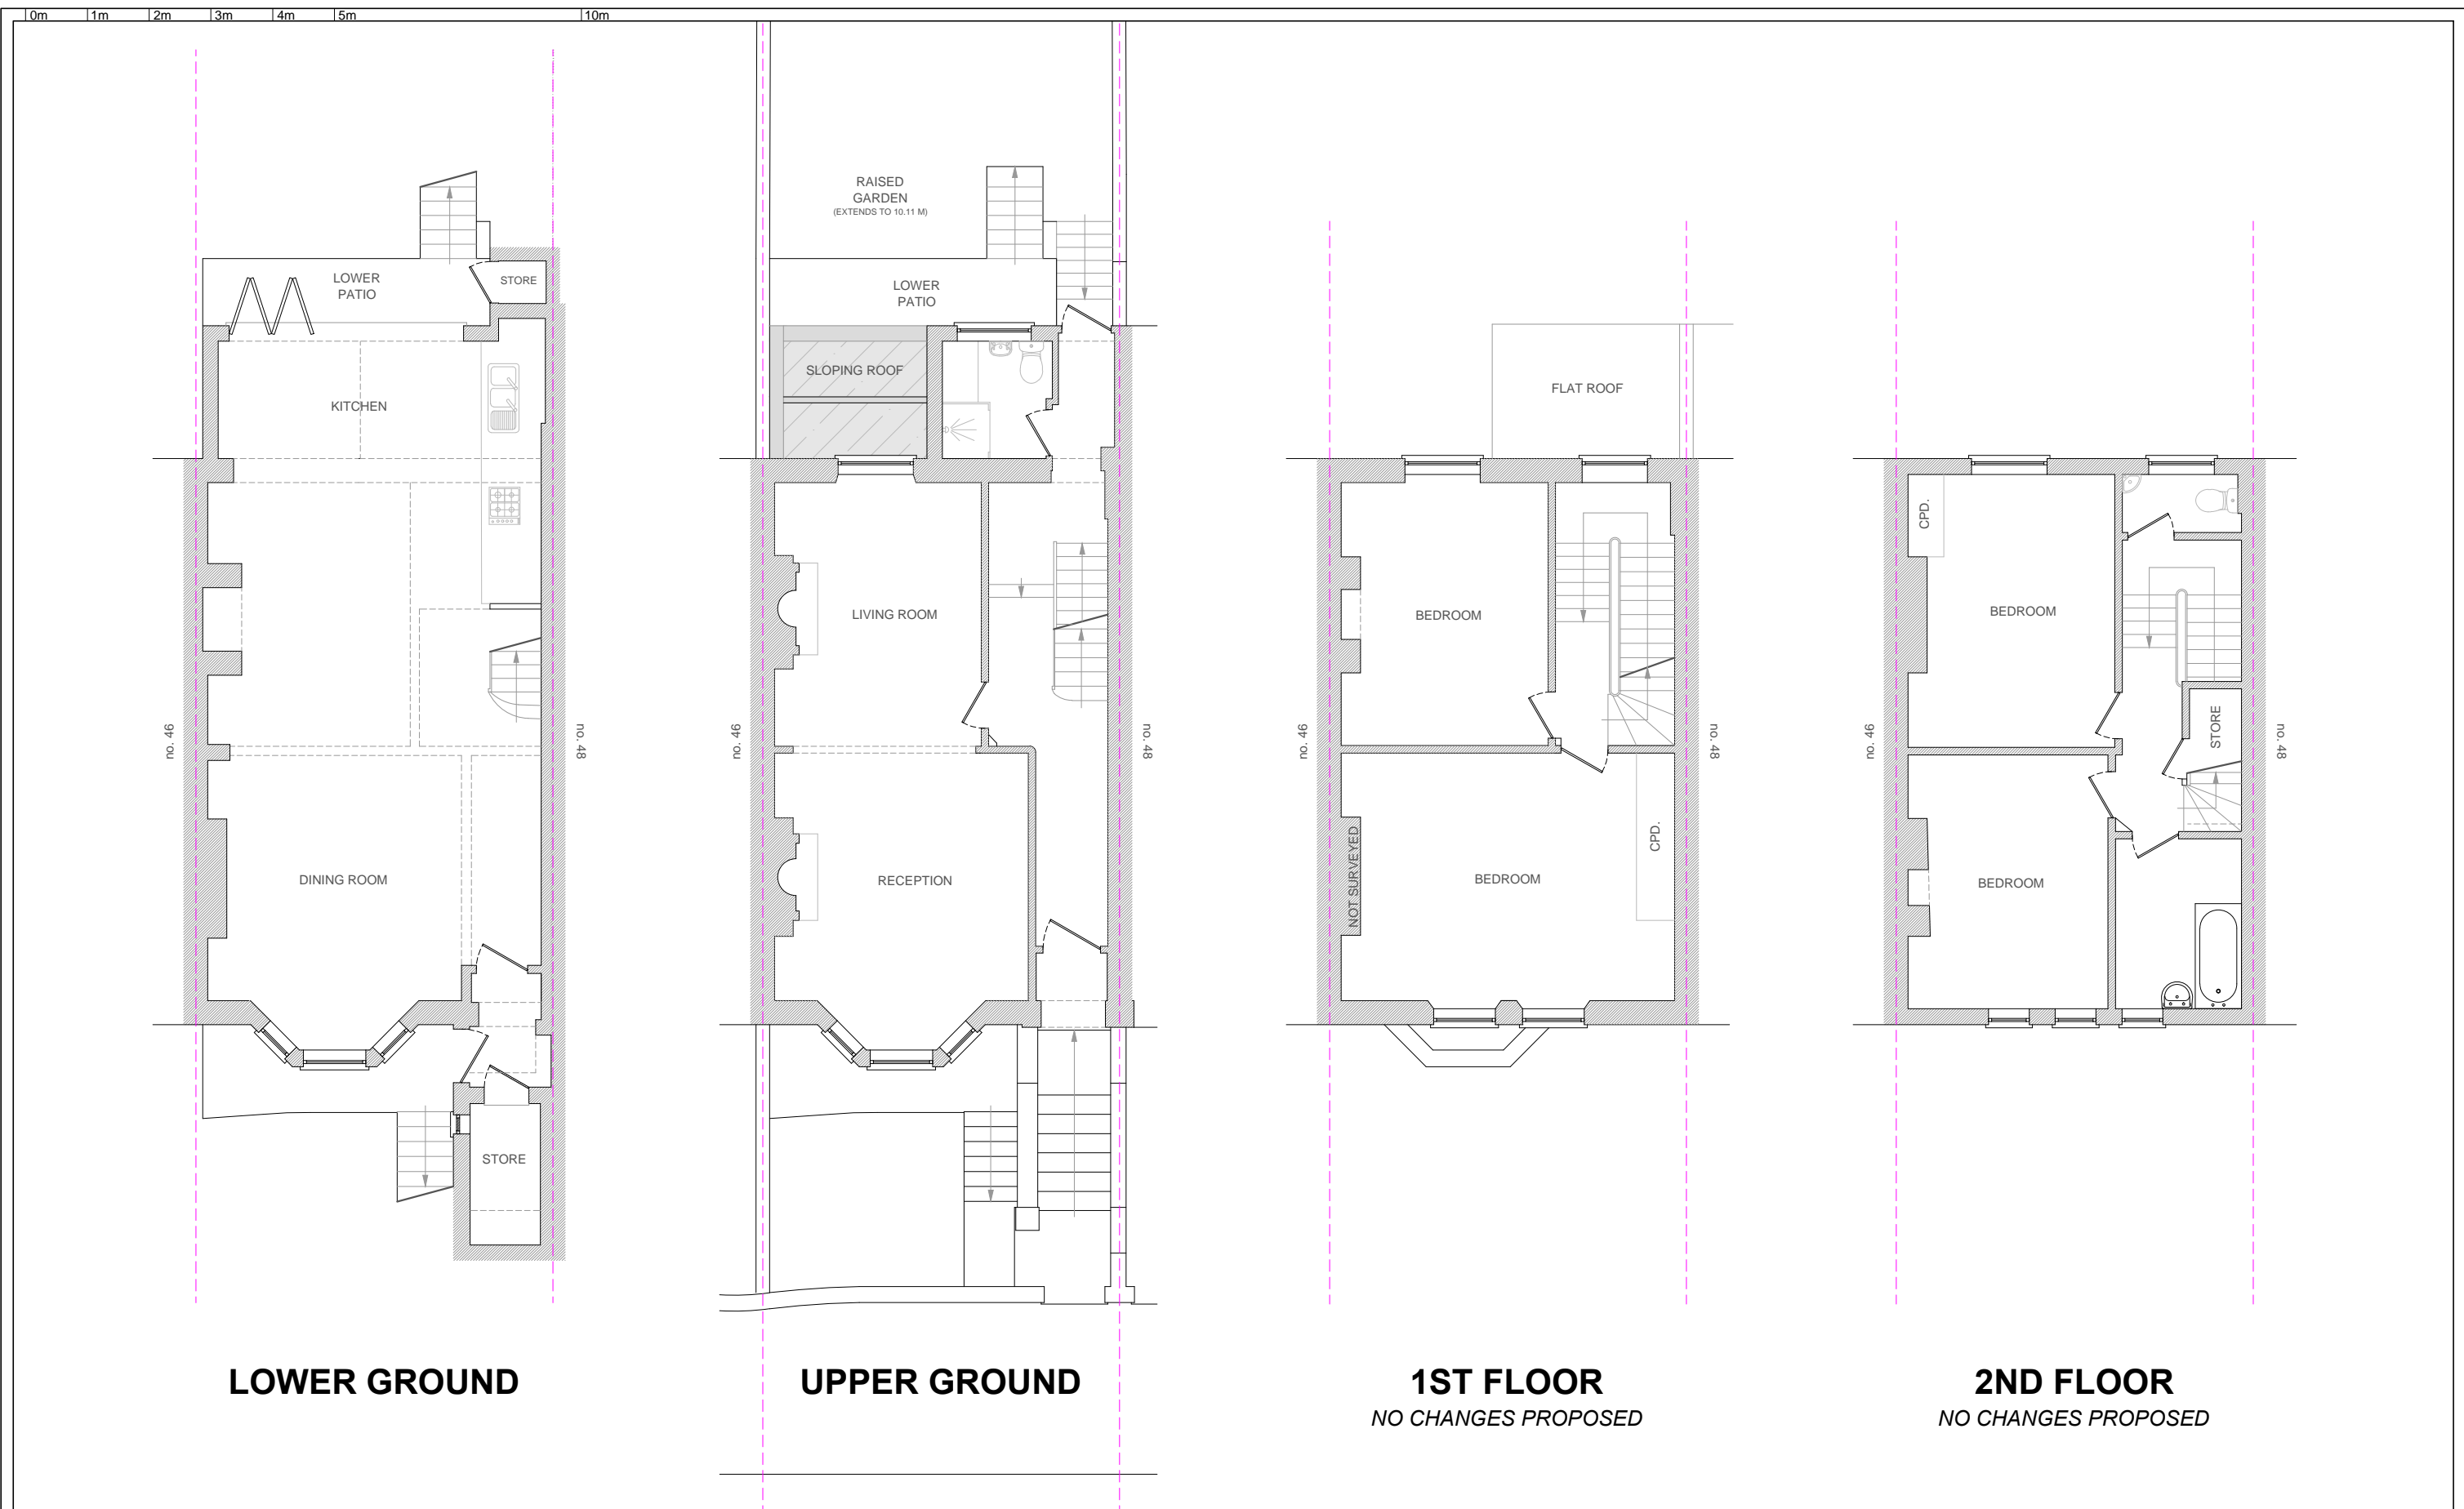 0m 1m 2m 3m 4m 5m 10m
LOWER
PATIO
STORE
KITCHEN
no. 46
no. 48
DINING ROOM
STORE
LOWER GROUND
RAISED
GARDEN
(EXTENDS TO 10.11 M)
LOWER
PATIO
SLOPING ROOF
LIVING ROOM
no. 46
no. 48
RECEPTION
UPPER GROUND
FLAT ROOF
BEDROOM
no. 46
no. 48
NOT SURVEYED
CPD.
BEDROOM
1ST FLOOR
NO CHANGES PROPOSED
CPD.
BEDROOM
STORE
no. 46
no. 48
BEDROOM
2ND FLOOR
NO CHANGES PROPOSED